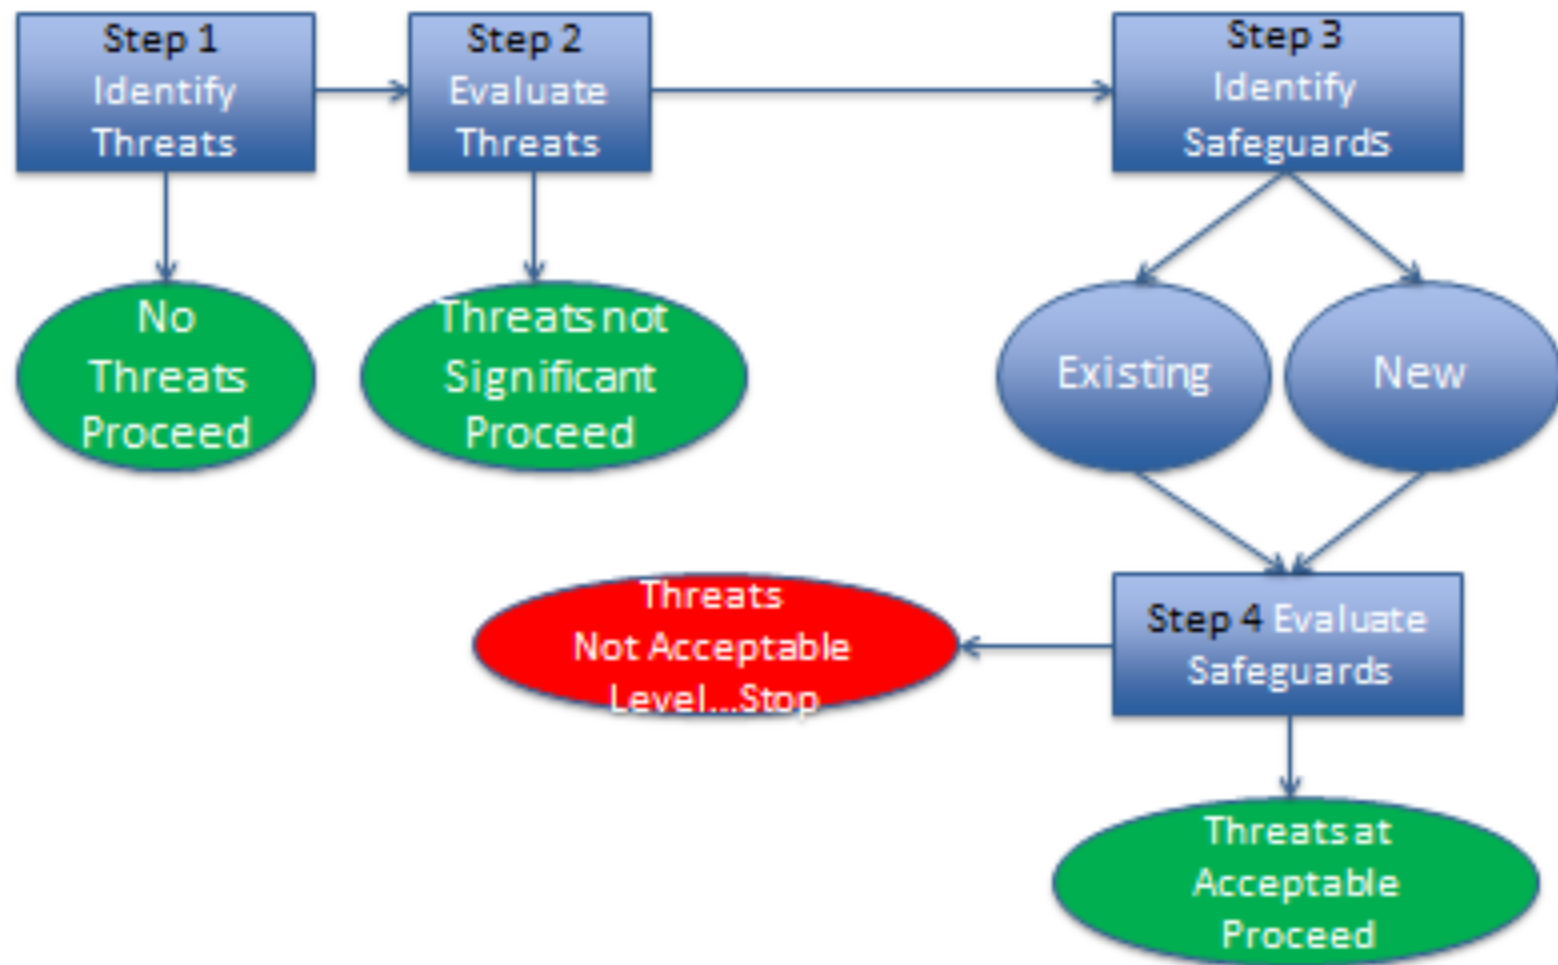 Step 1
Identify
Threats
Step 2
Evaluate
Threats
Step 3
Identify
Safeguards
No
Threats
Proceed
Threats not
Significant
Proceed
Existing
New
Threats
Not Acceptable
Level...Stop
Step 4 Evaluate
Safeguards
Threats at
Acceptable
Proceed